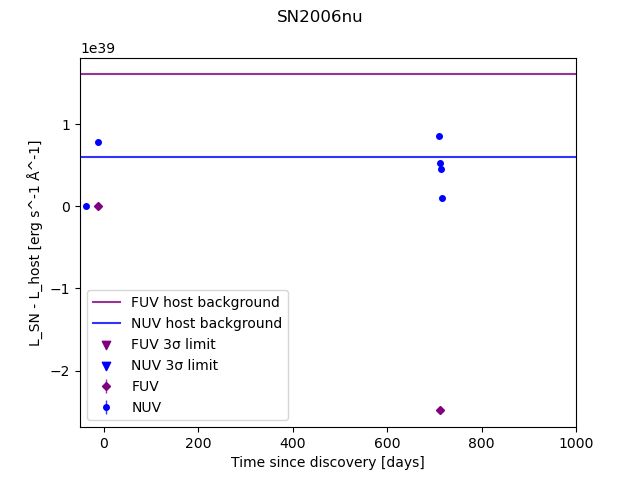 SN2006nu
1e39
L_SN - L_host [erg s^-1 Å^-1]
1
0
−1
−2
FUV host background
NUV host background
FUV 3σ limit
NUV 3σ limit
FUV
NUV
0 200 400 600 800 1000
Time since discovery [days]